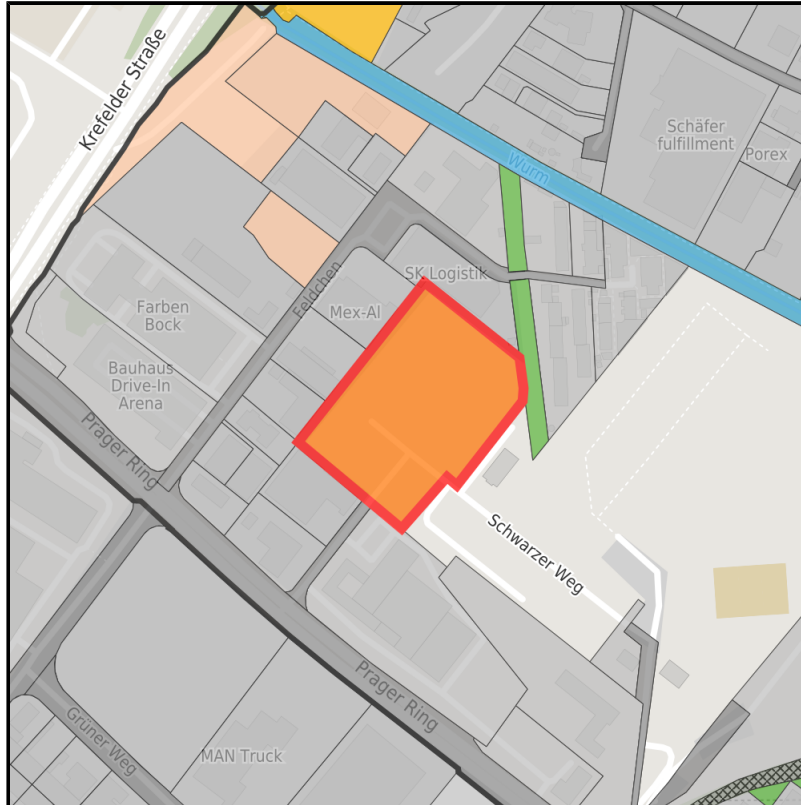 Krefelder Straße
Schäfer
fulfillment
Porex
Wurm
SK Logistik
Feldchen
Mex-Al
Farben
Bock
Bauhaus
Drive-In
Arena
Prager Ring
Schwarzer Weg
Prager Ring
Grüner Weg
MAN Truck